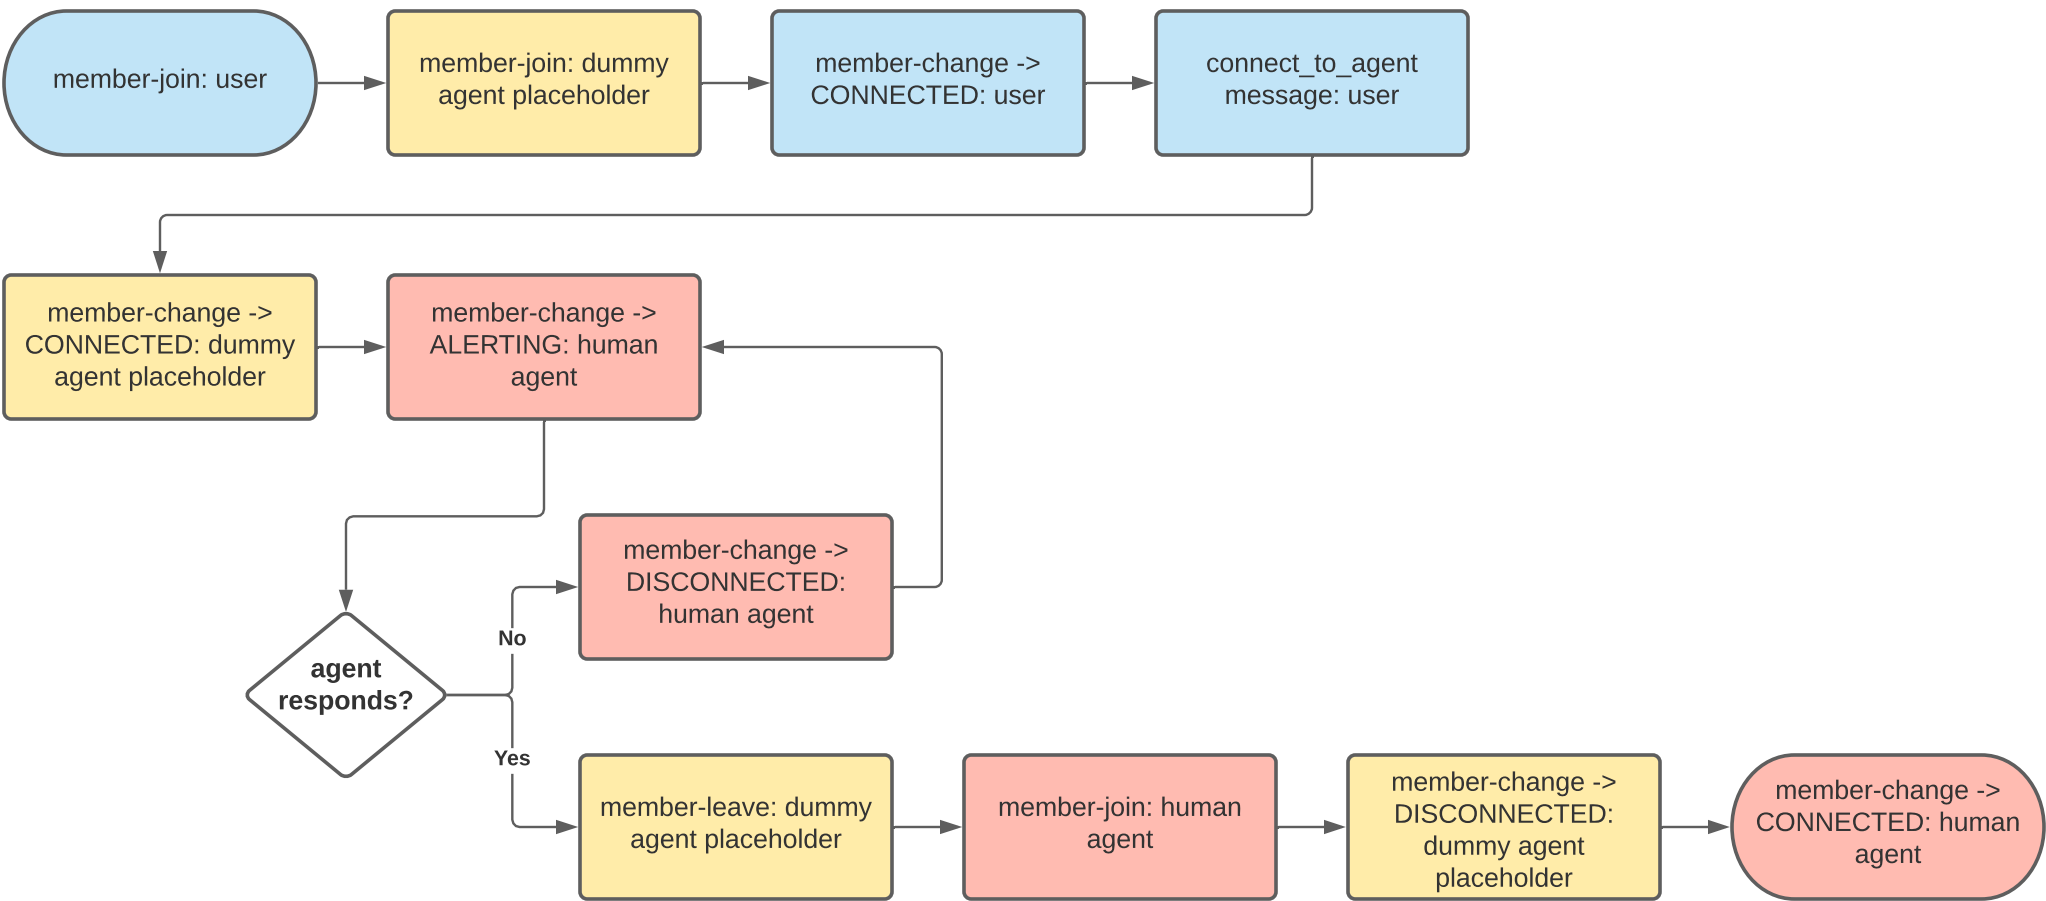 member-join: user
member-join: dummy
agent placeholder
member-change ->
CONNECTED: user
connect_to_agent
message: user
member-change ->
CONNECTED: dummy
agent placeholder
member-change ->
ALERTING: human
agent
agent
responds?
No
member-change ->
DISCONNECTED:
human agent
Yes
member-leave: dummy
agent placeholder
member-join: human
agent
member-change ->
DISCONNECTED:
dummy agent
placeholder
member-change ->
CONNECTED: human
agent